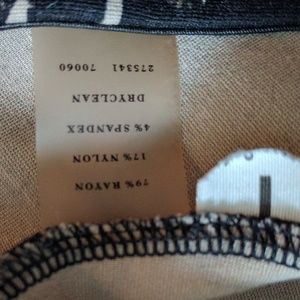 79% RAYON
17% NYLON
4% SPANDEX
DRYCLEAN
275341 70060